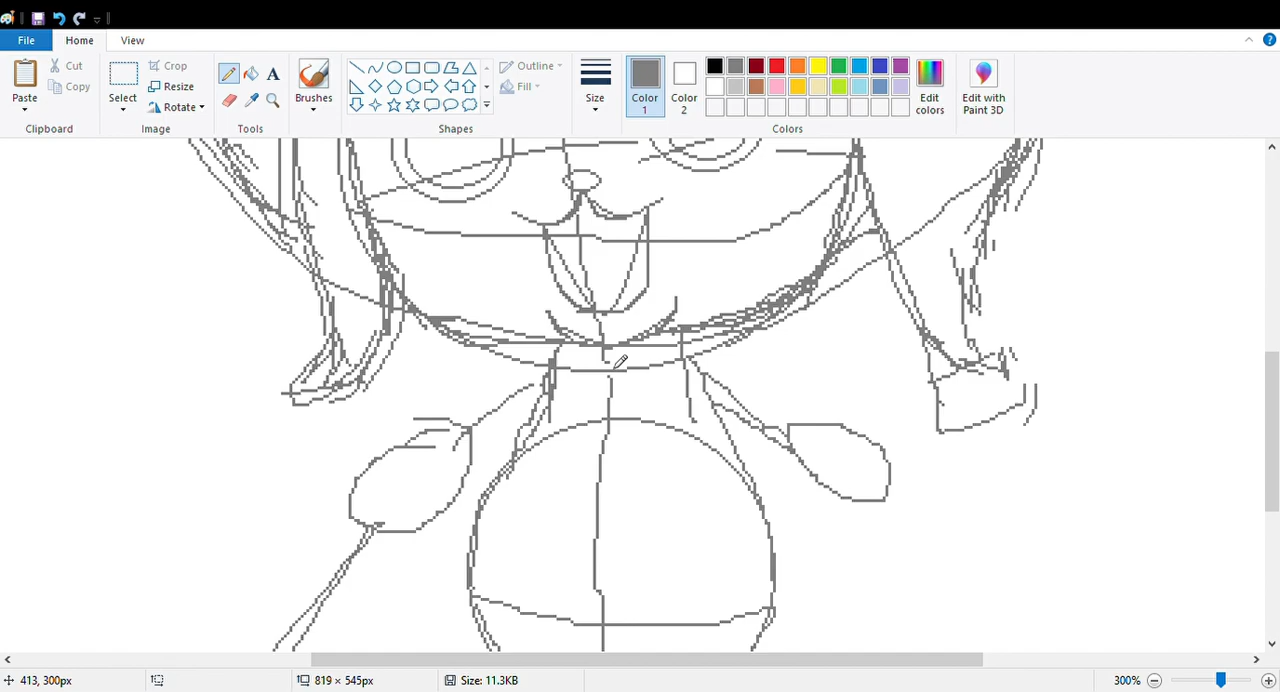 File Home View
Paste Cut Copy
Clipboard
Select Crop Resize Rotate
Image
A
Tools
Brushes
Outline Fill
Shapes
Size
Color 1
Color 2
Edit colors
Colors
Edit with Paint 3D
413, 300px
819 × 545px
Size: 11.3KB
300%